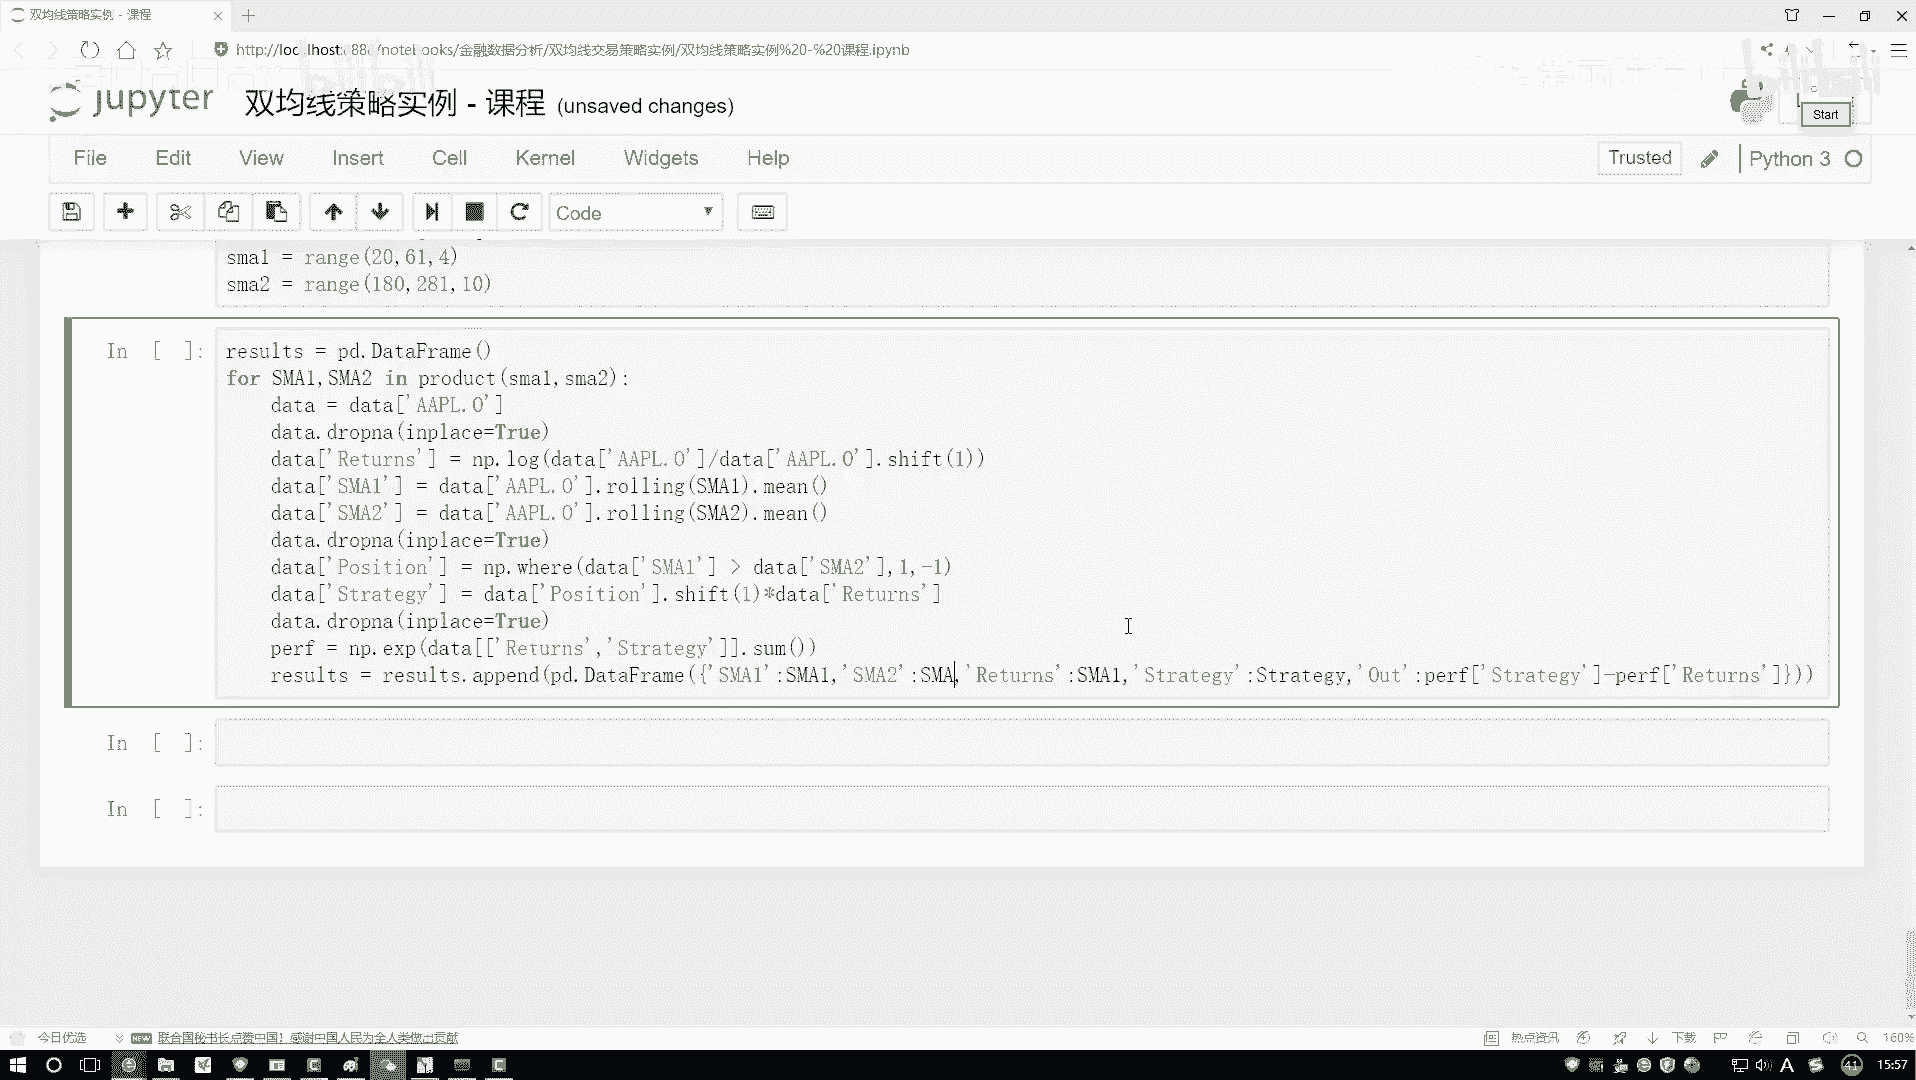 双均线策略实例 - 课程
http://localhost:888/notebooks/金融数据分析/双均线交易策略实例/双均线策略实例%20-%20课程.ipynb
bilibili
jupyter 双均线策略实例 - 课程 (unsaved changes)
Start
File Edit View Insert Cell Kernel Widgets Help
Trusted Python 3
Code
sma1 = range(20,61,4)
sma2 = range(180,281,10)
In [ ]: results = pd.DataFrame()
for SMA1,SMA2 in product(sma1,sma2):
data = data['AAPL.O']
data.dropna(inplace=True)
data['Returns'] = np.log(data['AAPL.O']/data['AAPL.O'].shift(1))
data['SMA1'] = data['AAPL.O'].rolling(SMA1).mean()
data['SMA2'] = data['AAPL.O'].rolling(SMA2).mean()
data.dropna(inplace=True)
data['Position'] = np.where(data['SMA1'] > data['SMA2'],1,-1)
data['Strategy'] = data['Position'].shift(1)*data['Returns']
data.dropna(inplace=True)
perf = np.exp(data[['Returns','Strategy']].sum())
results = results.append(pd.DataFrame({'SMA1':SMA1,'SMA2':SMA,'Returns':SMA1,'Strategy':Strategy,'Out':perf['Strategy']-perf['Returns']}))
In [ ]:
In [ ]:
今日优选 NEW 联合国秘书长点赞中国！感谢中国人民为全人类做出贡献 热点资讯 下载 160%
A 41 15:57